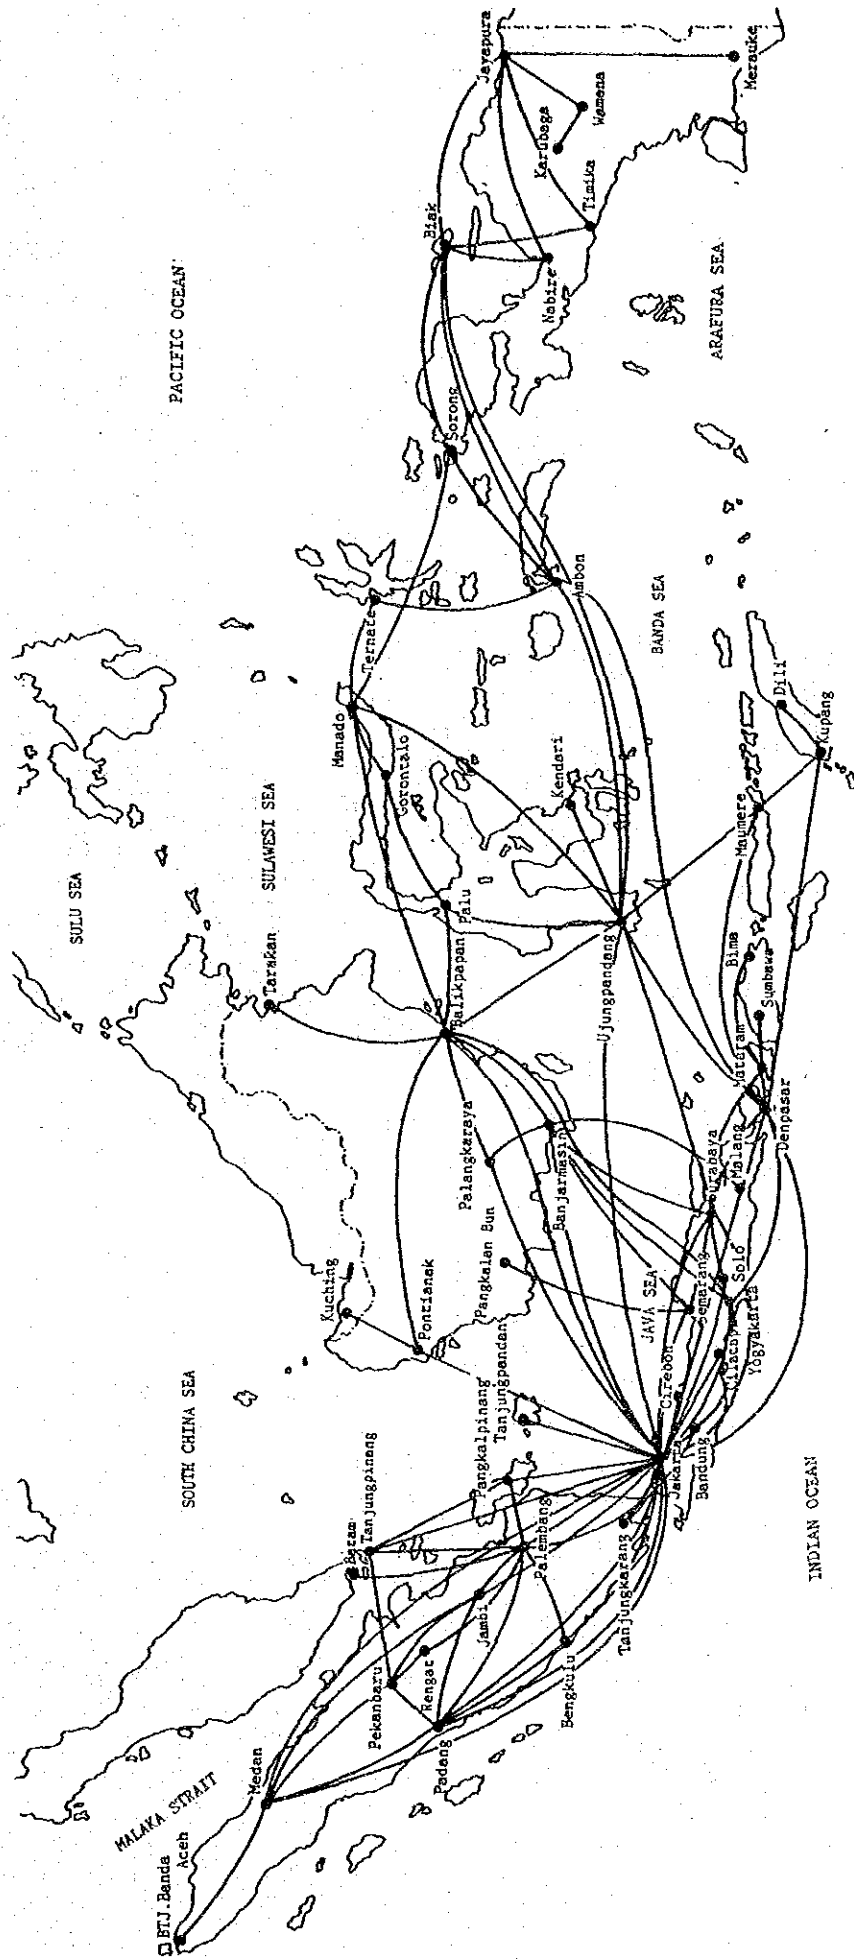 PACIFIC OCEAN
SOUTH CHINA SEA
SULU SEA
SULAWESI SEA
MALAKA STRAIT
BTJ.Banda
Aceh
Medan
Batam
Tanjungpinang
Pekanbaru
Rengat
Jambi
Padang
Palembang
Bengkulu
Pangkalpinang
Tanjungpandan
Tanjungkarang
Kuching
Pontianak
Pangkalan Bun
Palangkaraya
Banjarmasin
Balikpapan
Tarakan
Palu
Gorontalo
Manado
Ternate
Kendari
Ujungpandang
Ambon
Sorong
Biak
Nabire
Timika
Karubaga
Wamena
Jayapura
Merauke
JAVA SEA
BANDA SEA
ARAFURA SEA
Jakarta
Cirebon
Bandung
Cilacap
Semarang
Yogyakarta
Solo
Surabaya
Malang
Denpasar
Mataram
Sumbawa
Bima
Maumere
Dili
Kupang
INDIAN OCEAN